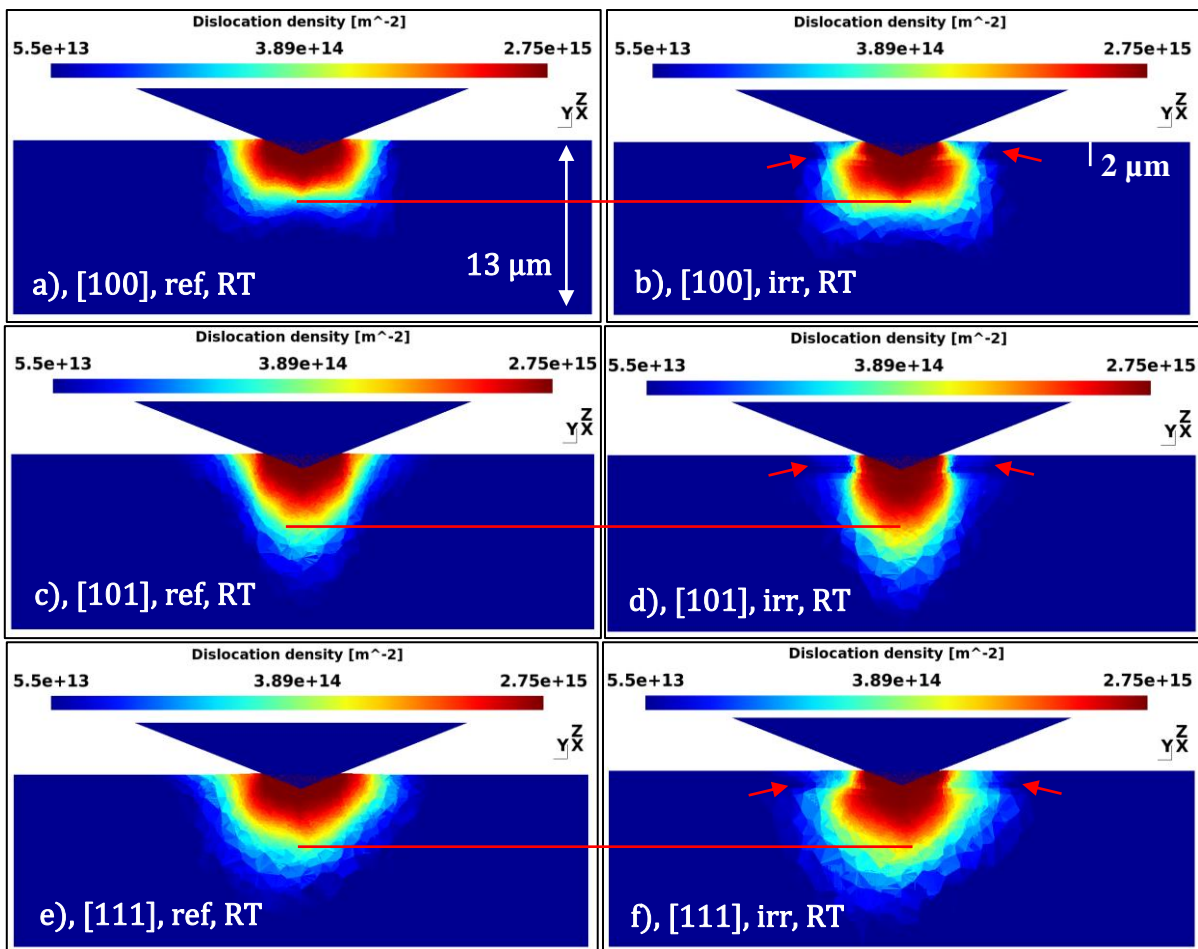 Dislocation density [m^-2]
5.5e+13 3.89e+14 2.75e+15
Z
Y X
13 µm
a), [100], ref, RT
Dislocation density [m^-2]
5.5e+13 3.89e+14 2.75e+15
Z
Y X
2 µm
b), [100], irr, RT
Dislocation density [m^-2]
5.5e+13 3.89e+14 2.75e+15
Z
Y X
c), [101], ref, RT
Dislocation density [m^-2]
5.5e+13 3.89e+14 2.75e+15
Z
Y X
d), [101], irr, RT
Dislocation density [m^-2]
5.5e+13 3.89e+14 2.75e+15
Z
Y X
e), [111], ref, RT
Dislocation density [m^-2]
5.5e+13 3.89e+14 2.75e+15
Z
Y X
f), [111], irr, RT